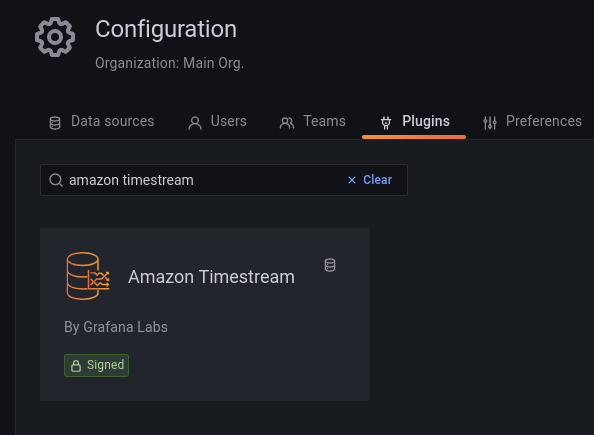 Configuration
Organization: Main Org.
Data sources Users Teams Plugins Preferences
amazon timestream × Clear
Amazon Timestream
By Grafana Labs
Signed